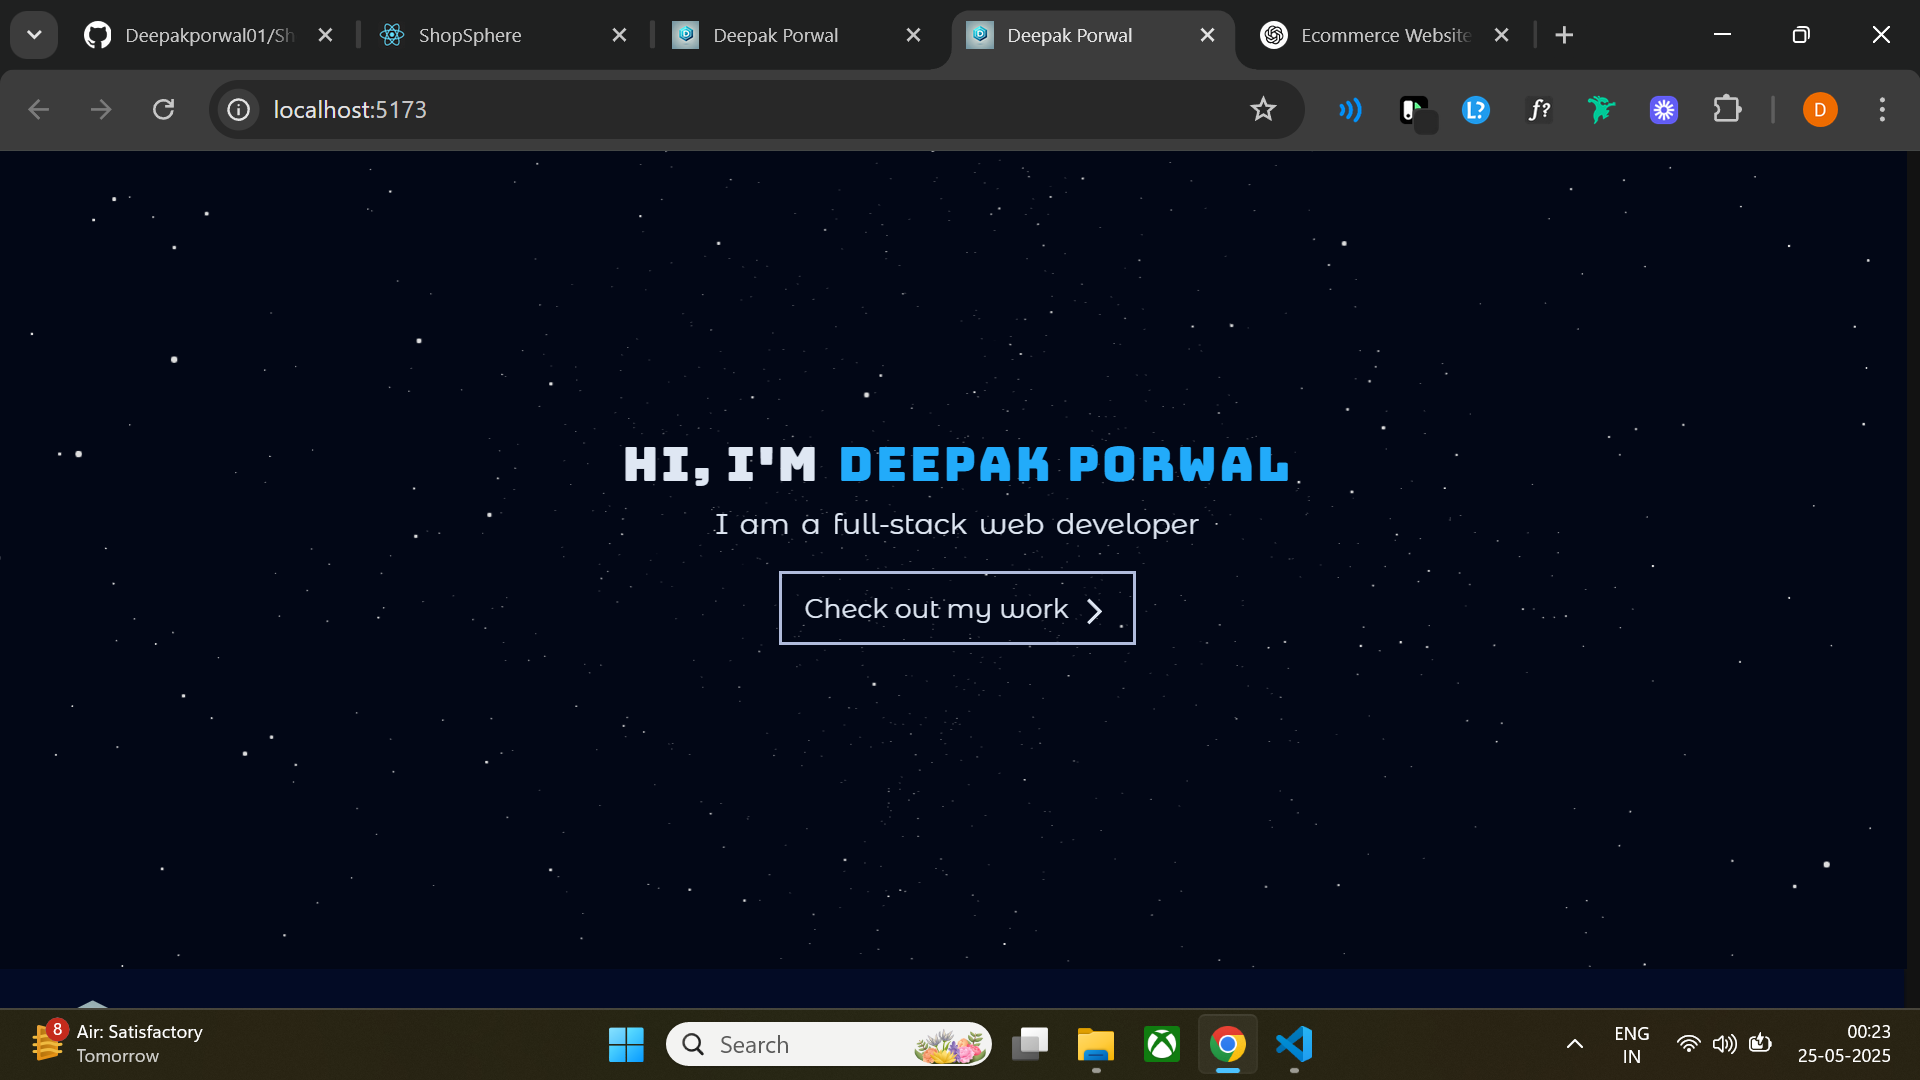 Deepakporwal01/Sh
ShopSphere
Deepak Porwal
Deepak Porwal
Ecommerce Website
localhost:5173
L?
f?
D
HI, I'M DEEPAK PORWAL
I am a full-stack web developer
Check out my work
8
Air: Satisfactory
Tomorrow
Search
ENG
IN
00:23
25-05-2025